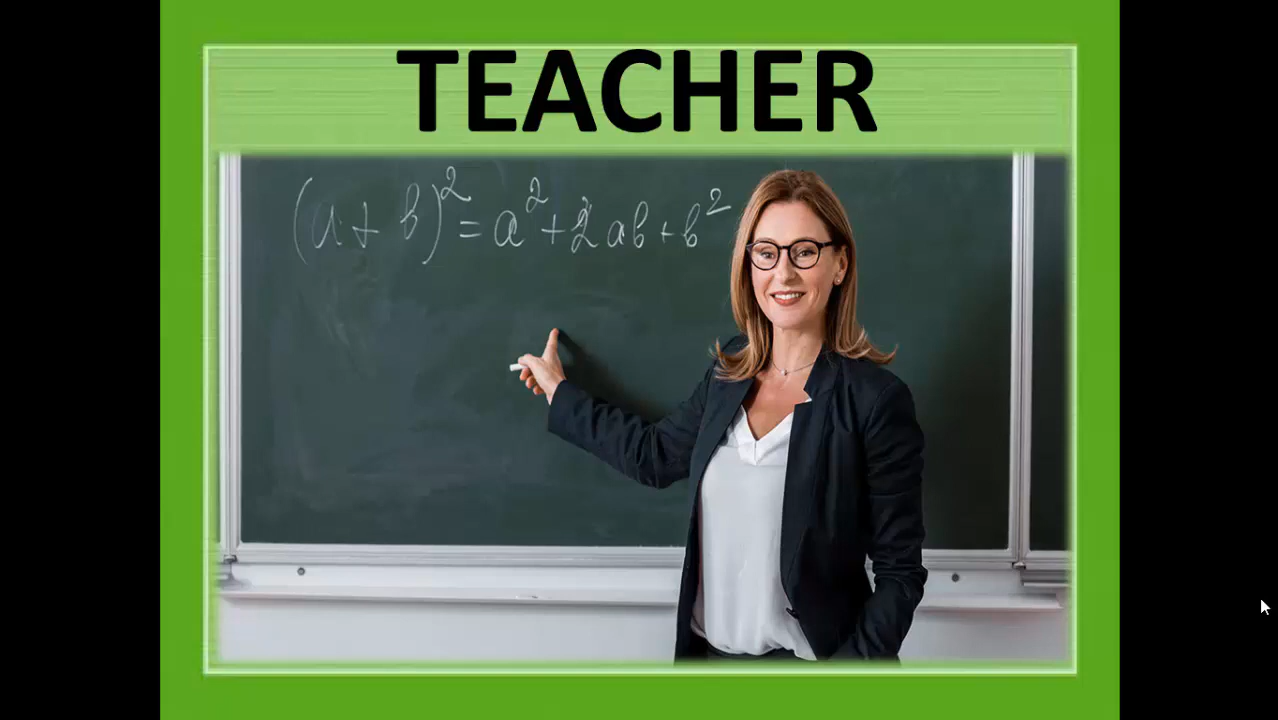 TEACHER
(a + b)² = a² + 2ab + b²